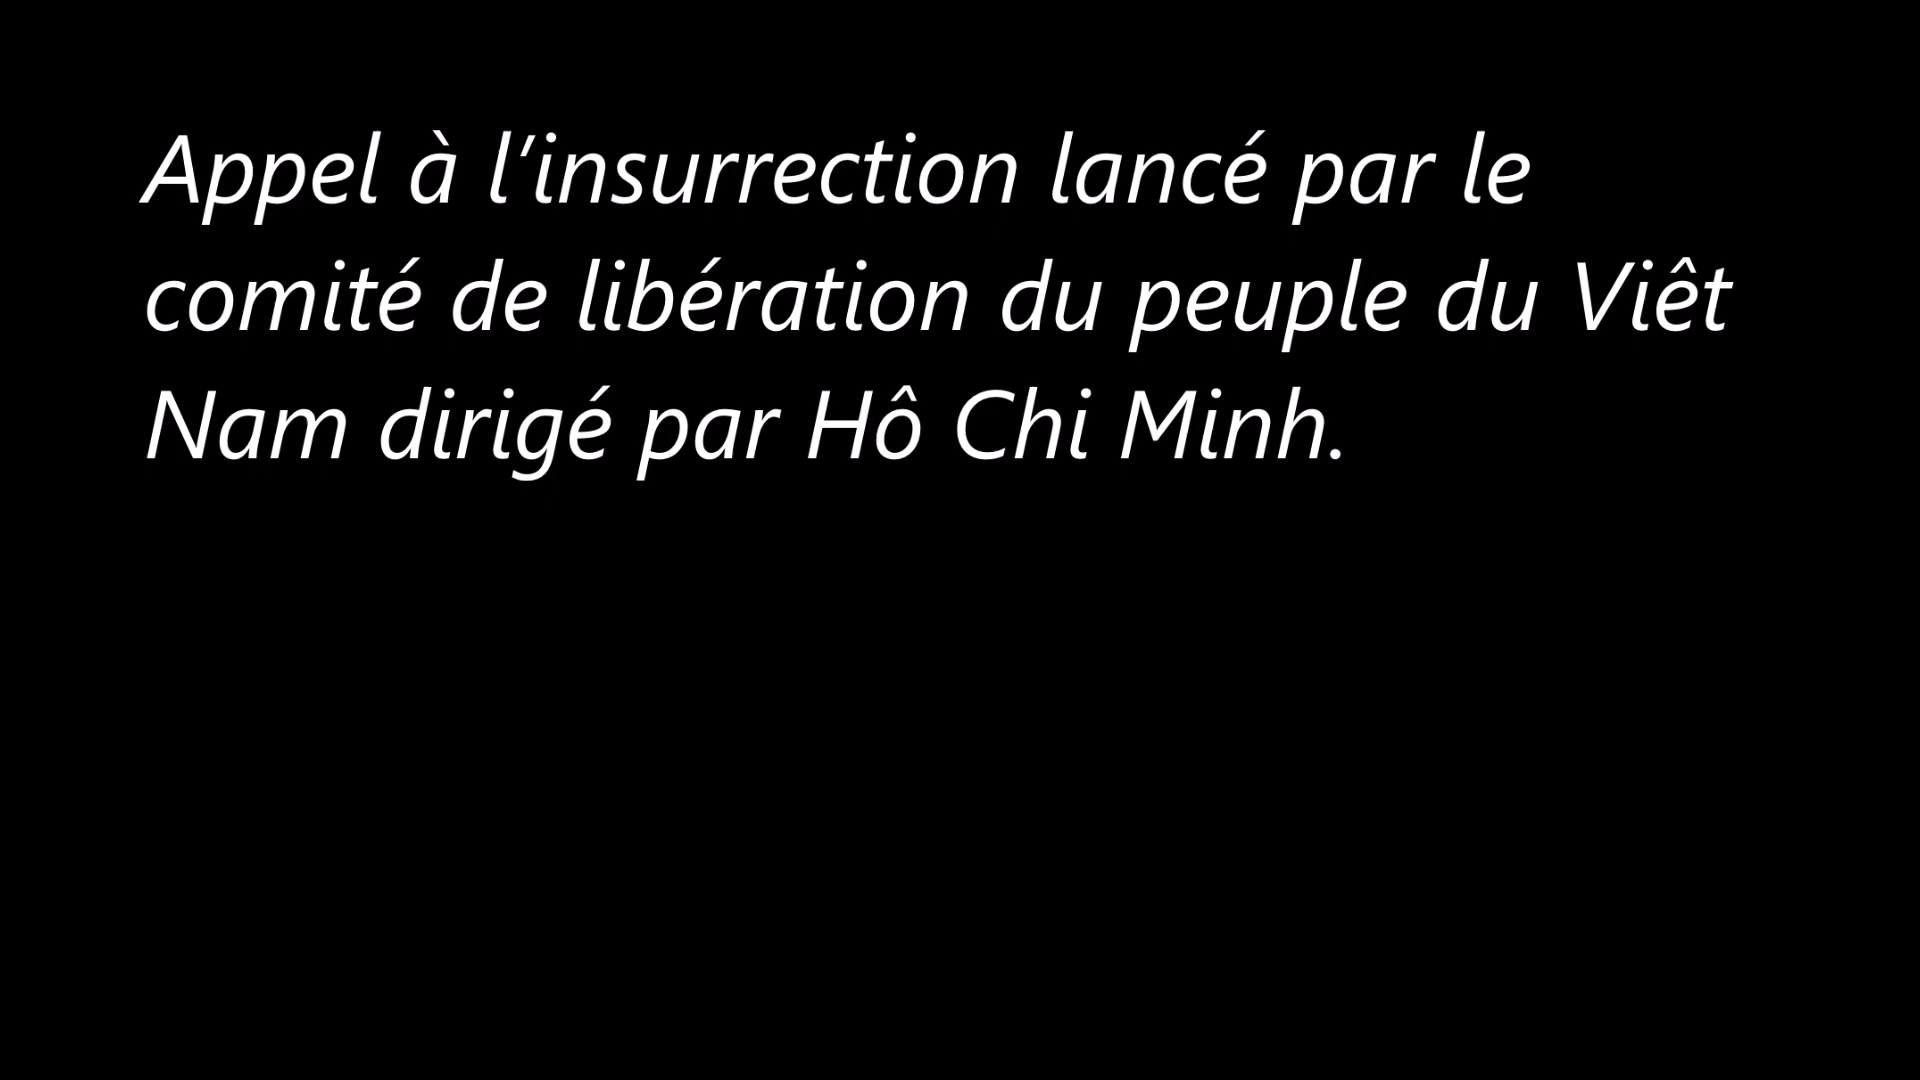 Appel à l’insurrection lancé par le
comité de libération du peuple du Viêt
Nam dirigé par Hô Chi Minh.